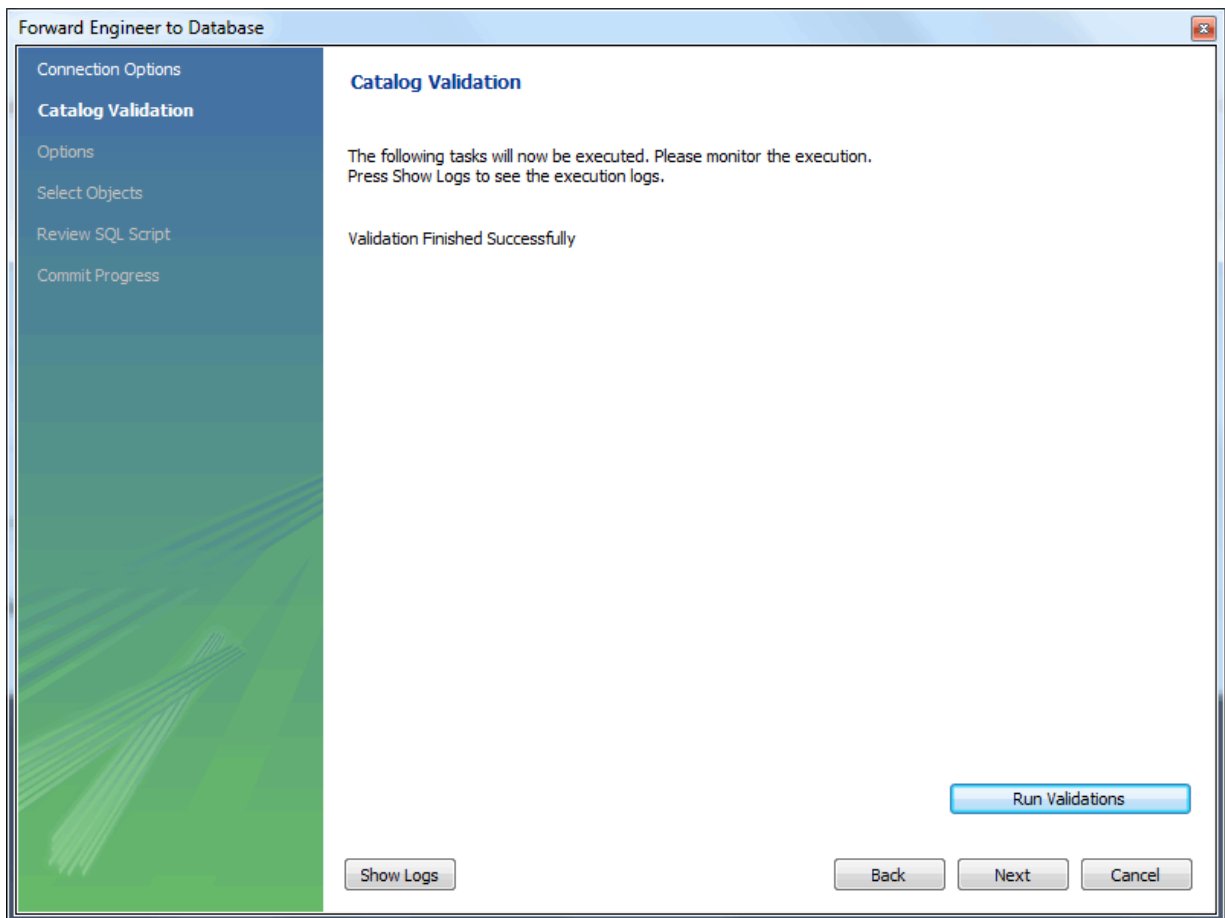 Forward Engineer to Database
Connection Options
Catalog Validation
Options
Select Objects
Review SQL Script
Commit Progress
Catalog Validation
The following tasks will now be executed. Please monitor the execution.
Press Show Logs to see the execution logs.
Validation Finished Successfully
Run Validations
Show Logs
Back
Next
Cancel